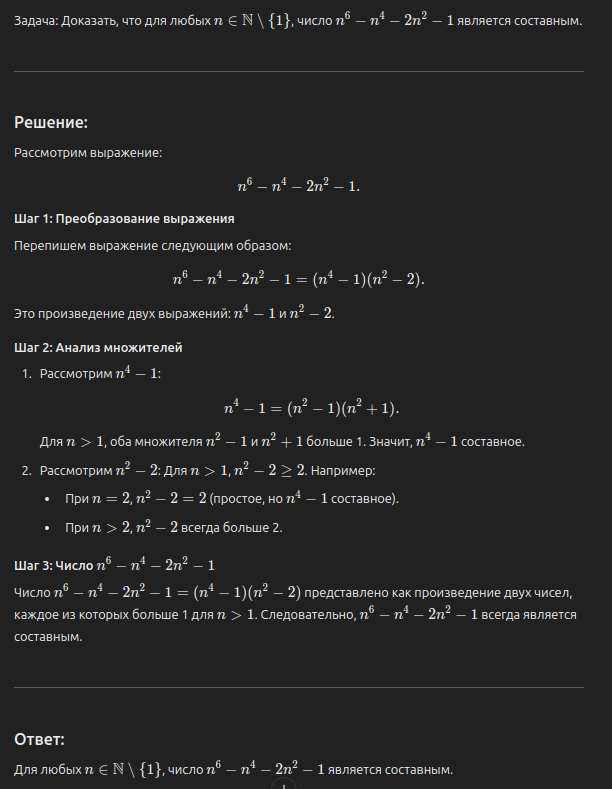 Задача: Доказать, что для любых n ∈ ℕ \ {1}, число n⁶ − n⁴ − 2n² − 1 является составным.
Решение:
Рассмотрим выражение:
n⁶ − n⁴ − 2n² − 1.
Шаг 1: Преобразование выражения
Перепишем выражение следующим образом:
n⁶ − n⁴ − 2n² − 1 = (n⁴ − 1)(n² − 2).
Это произведение двух выражений: n⁴ − 1 и n² − 2.
Шаг 2: Анализ множителей
1. Рассмотрим n⁴ − 1:
n⁴ − 1 = (n² − 1)(n² + 1).
Для n > 1, оба множителя n² − 1 и n² + 1 больше 1. Значит, n⁴ − 1 составное.
2. Рассмотрим n² − 2: Для n > 1, n² − 2 ≥ 2. Например:
• При n = 2, n² − 2 = 2 (простое, но n⁴ − 1 составное).
• При n > 2, n² − 2 всегда больше 2.
Шаг 3: Число n⁶ − n⁴ − 2n² − 1
Число n⁶ − n⁴ − 2n² − 1 = (n⁴ − 1)(n² − 2) представлено как произведение двух чисел,
каждое из которых больше 1 для n > 1. Следовательно, n⁶ − n⁴ − 2n² − 1 всегда является
составным.
Ответ:
Для любых n ∈ ℕ \ {1}, число n⁶ − n⁴ − 2n² − 1 является составным.